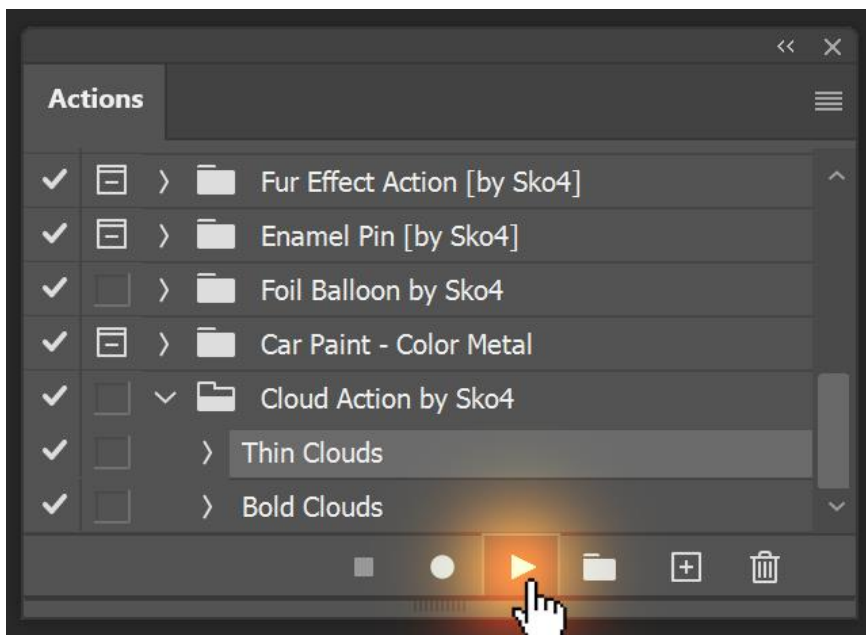 Actions
Fur Effect Action [by Sko4]
Enamel Pin [by Sko4]
Foil Balloon by Sko4
Car Paint - Color Metal
Cloud Action by Sko4
Thin Clouds
Bold Clouds